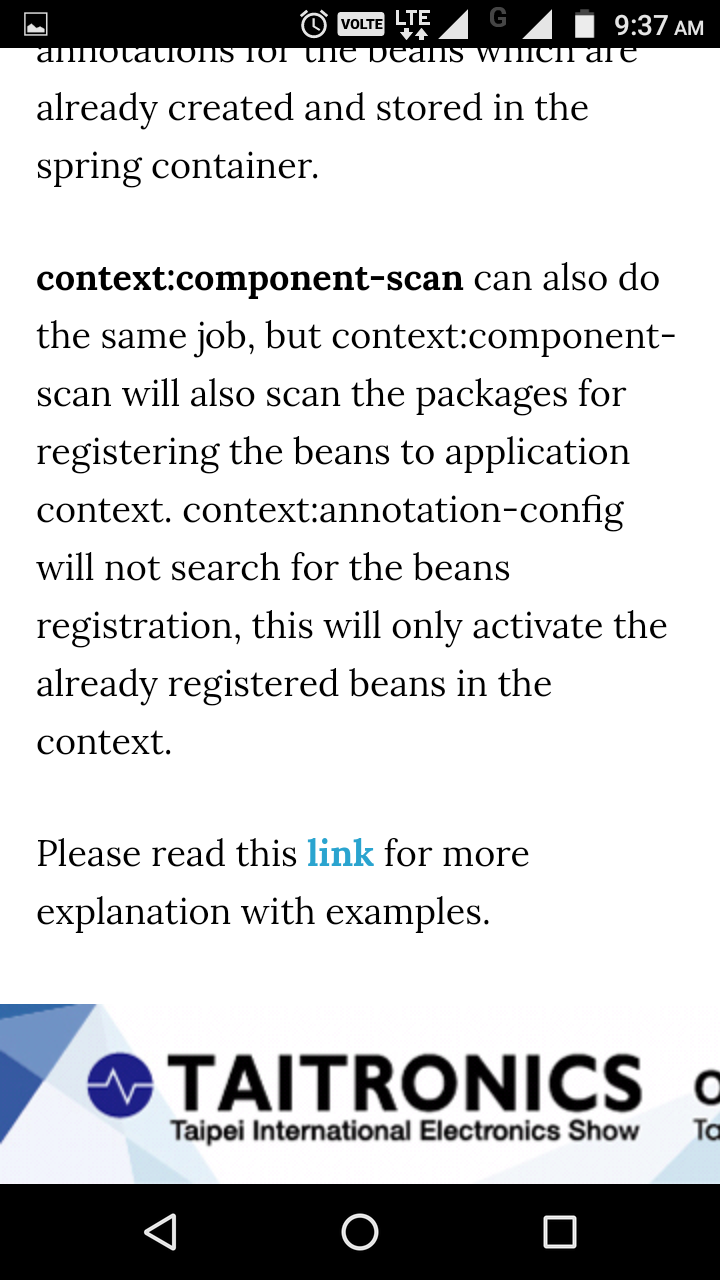 VOLTE LTE G 9:37 AM
annotations for the beans which are
already created and stored in the
spring container.
context:component-scan can also do
the same job, but context:component-
scan will also scan the packages for
registering the beans to application
context. context:annotation-config
will not search for the beans
registration, this will only activate the
already registered beans in the
context.
Please read this link for more
explanation with examples.
TAITRONICS
Taipei International Electronics Show